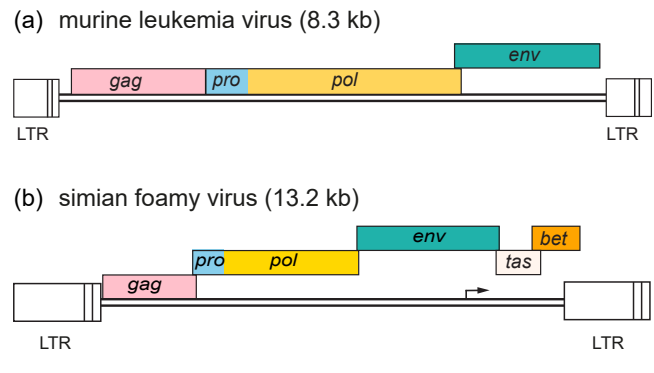 (a) murine leukemia virus (8.3 kb)
env
gag pro pol
LTR LTR
(b) simian foamy virus (13.2 kb)
env bet
pro pol tas
gag
LTR LTR